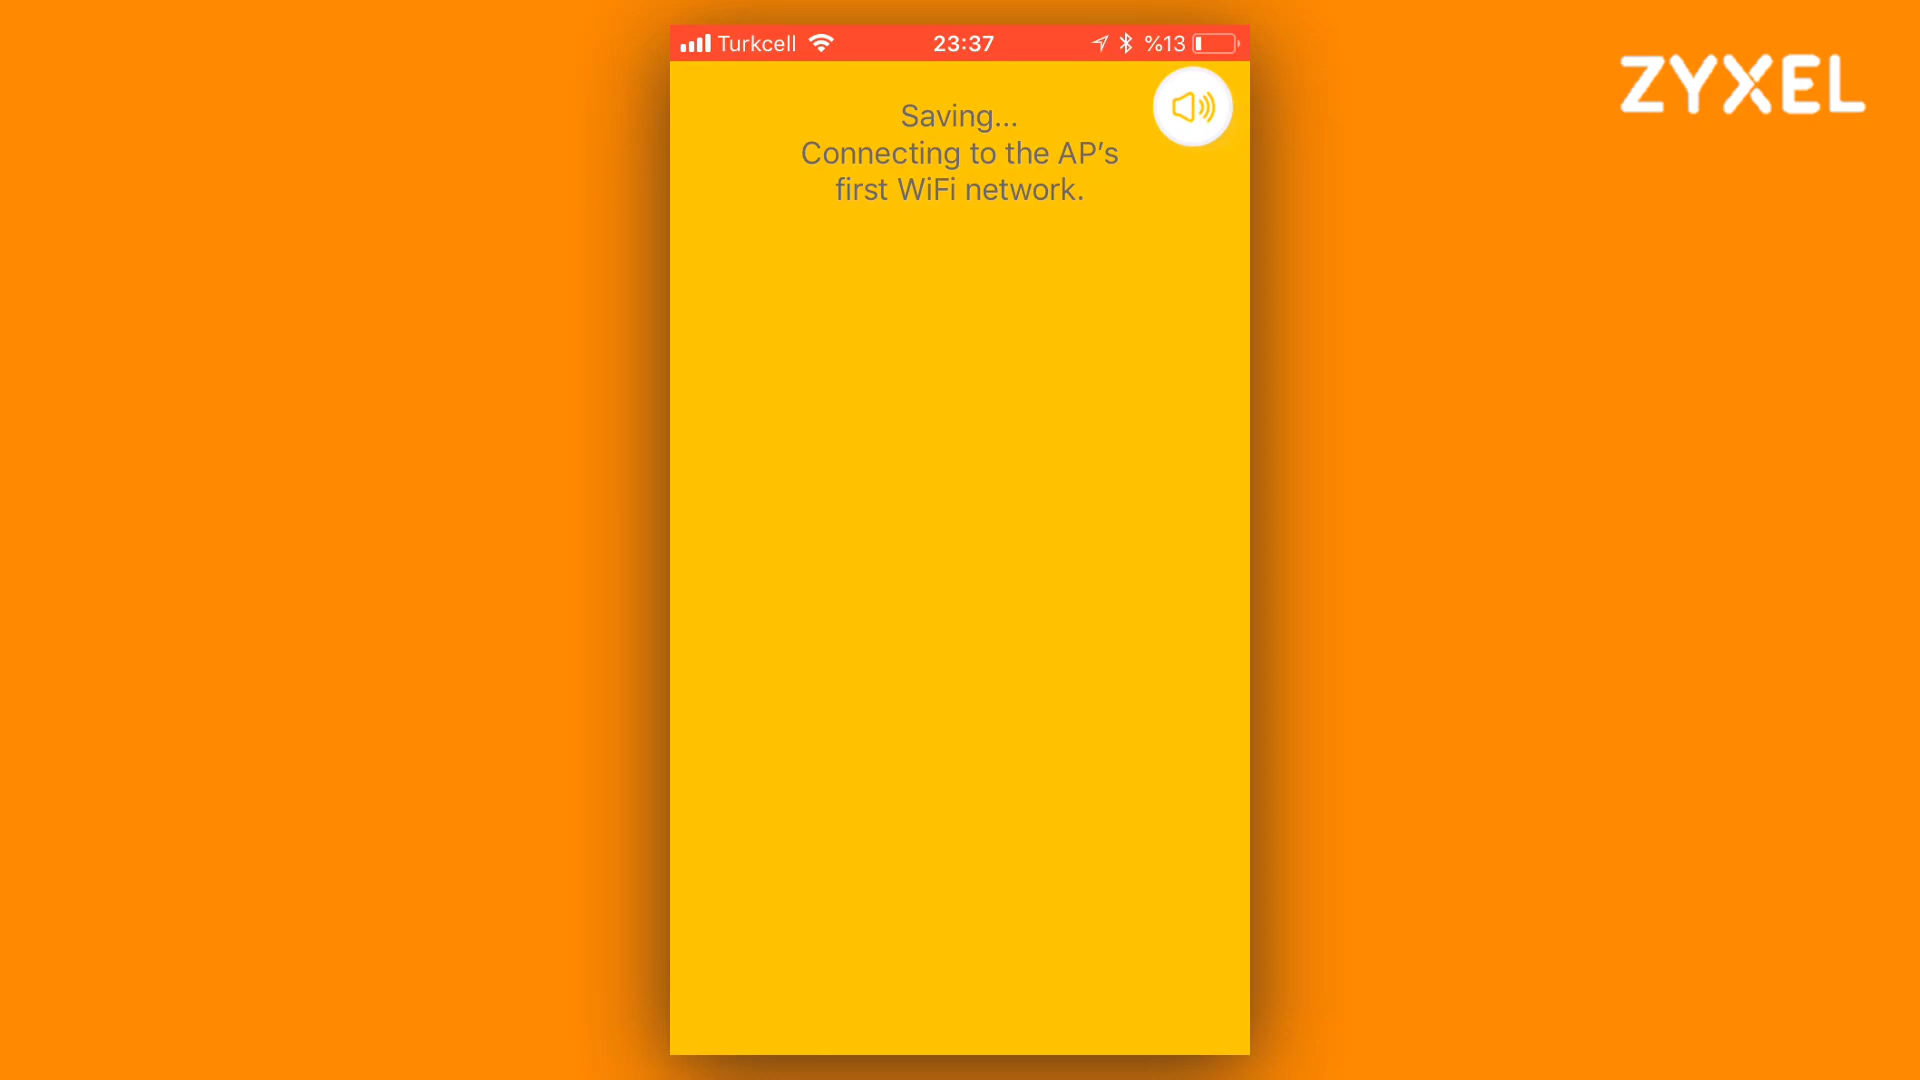 Turkcell 23:37 %13
ZYXEL
Saving...
Connecting to the AP’s
first WiFi network.